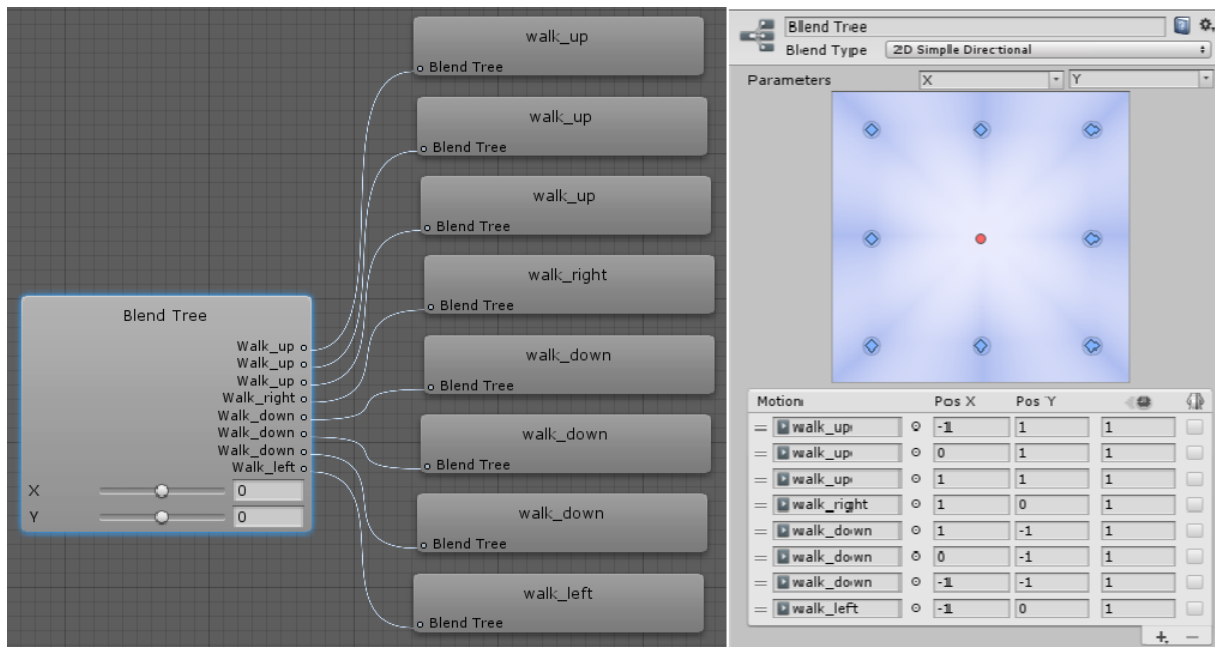 walk_up
Blend Tree
walk_up
Blend Tree
walk_up
Blend Tree
walk_right
Blend Tree
walk_down
Blend Tree
walk_down
Blend Tree
walk_down
Blend Tree
walk_left
Blend Tree
Blend Tree
Walk_up
Walk_up
Walk_up
Walk_right
Walk_down
Walk_down
Walk_down
Walk_left
X 0
Y 0
Blend Tree
Blend Type 2D Simple Directional
Parameters X Y
Motion Pos X Pos Y
walk_up -1 1 1
walk_up 0 1 1
walk_up 1 1 1
walk_right 1 0 1
walk_down 1 -1 1
walk_down 0 -1 1
walk_down -1 -1 1
walk_left -1 0 1